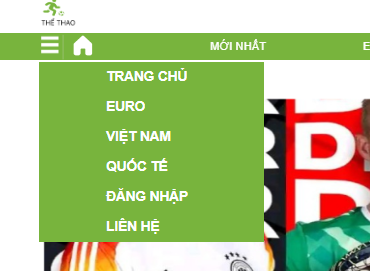 THỂ THAO
MỚI NHẤT
E
TRANG CHỦ
EURO
VIỆT NAM
QUỐC TẾ
ĐĂNG NHẬP
LIÊN HỆ